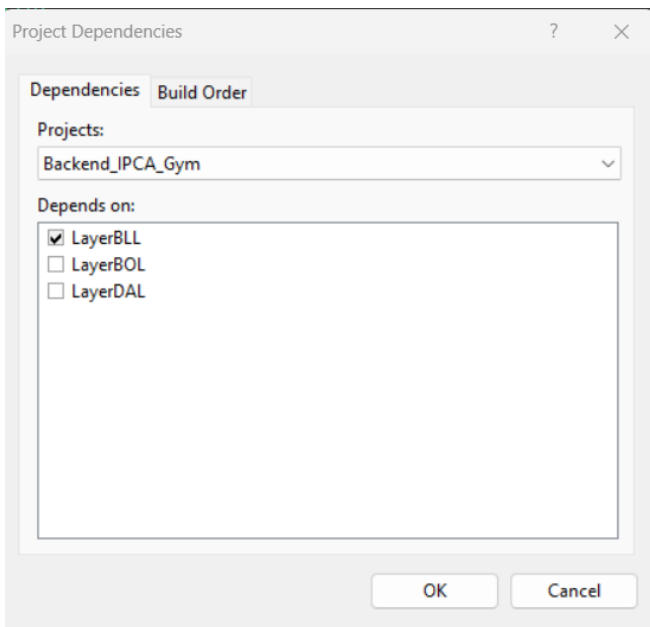 Project Dependencies ?
Dependencies Build Order
Projects:
Backend_IPCA_Gym
Depends on:
LayerBLL
LayerBOL
LayerDAL
OK Cancel